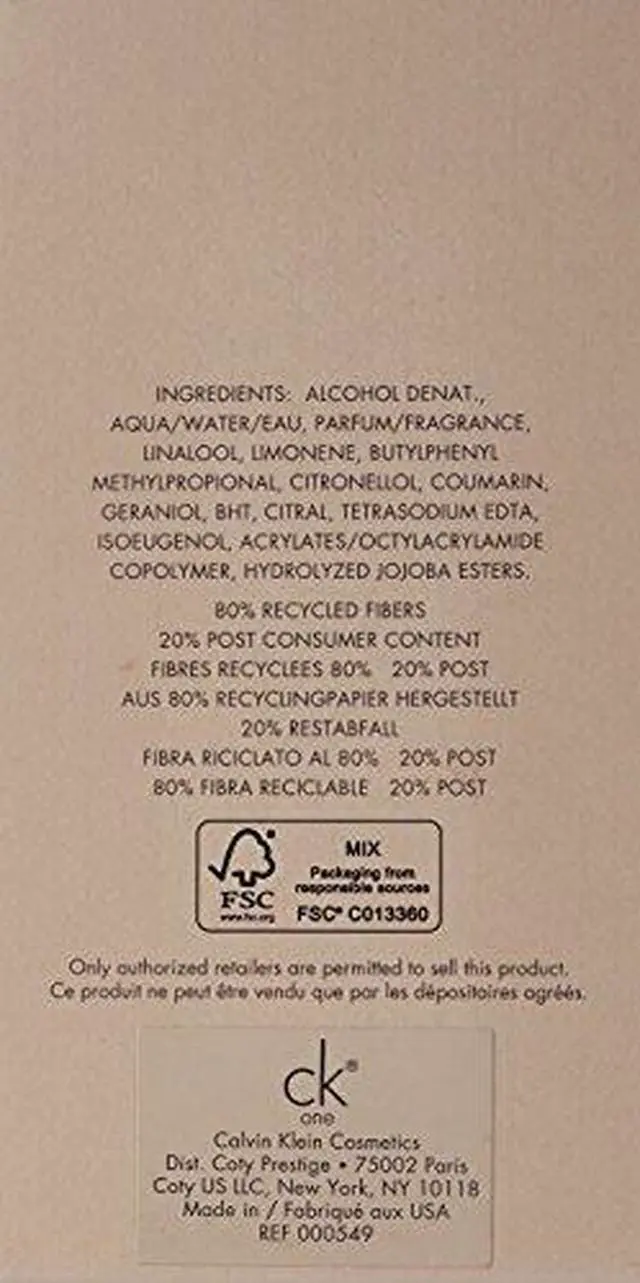 INGREDIENTS: ALCOHOL DENAT.,
AQUA/WATER/EAU, PARFUM/FRAGRANCE,
LINALOOL, LIMONENE, BUTYLPHENYL
METHYLPROPIONAL, CITRONELLOL, COUMARIN,
GERANIOL, BHT, CITRAL, TETRASODIUM EDTA,
ISOEUGENOL, ACRYLATES/OCTYLACRYLAMIDE
COPOLYMER, HYDROLYZED JOJOBA ESTERS.
80% RECYCLED FIBERS
20% POST CONSUMER CONTENT
FIBRES RECYCLEES 80% 20% POST
AUS 80% RECYCLINGPAPIER HERGESTELLT
20% RESTABFALL
FIBRA RICICLATO AL 80% 20% POST
80% FIBRA RECICLABLE 20% POST
FSC
www.fsc.org
MIX
Packaging from
responsible sources
FSC® C013360
Only authorized retailers are permitted to sell this product.
Ce produit ne peut être vendu que par les dépositaires agréés.
ck®
one
Calvin Klein Cosmetics
Dist. Coty Prestige • 75002 Paris
Coty US LLC, New York, NY 10118
Made in / Fabriqué aux USA
REF 000549